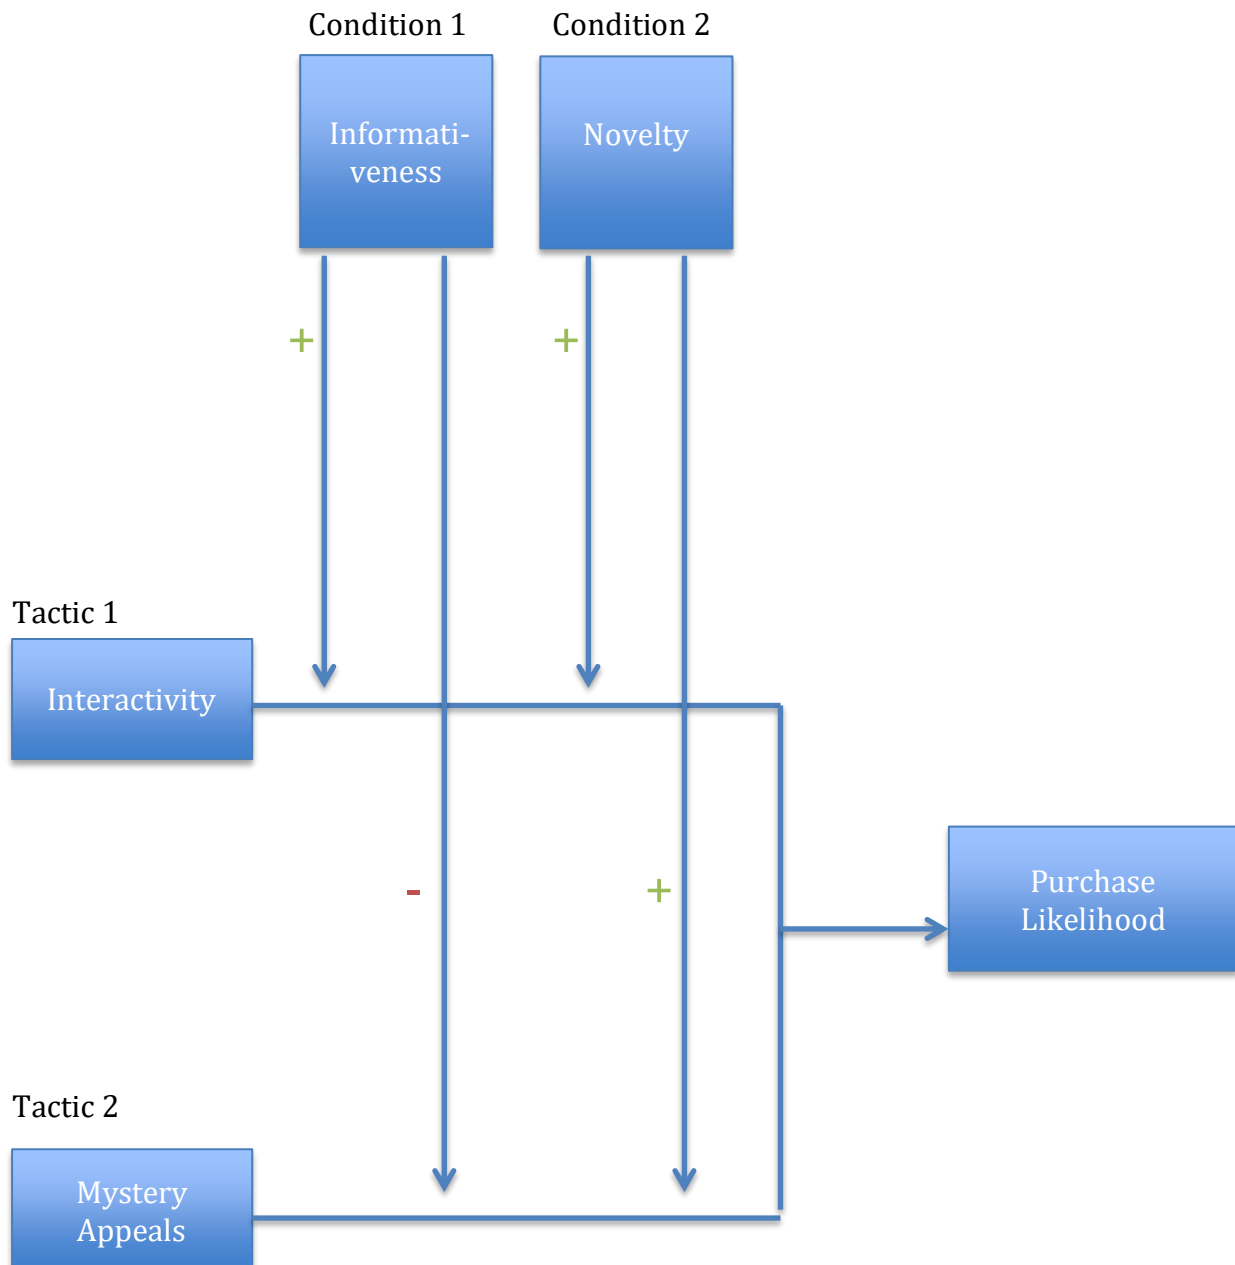 Condition 1
Condition 2
Informati-
veness
Novelty
+
+
Tactic 1
Interactivity
-
+
Purchase
Likelihood
Tactic 2
Mystery
Appeals